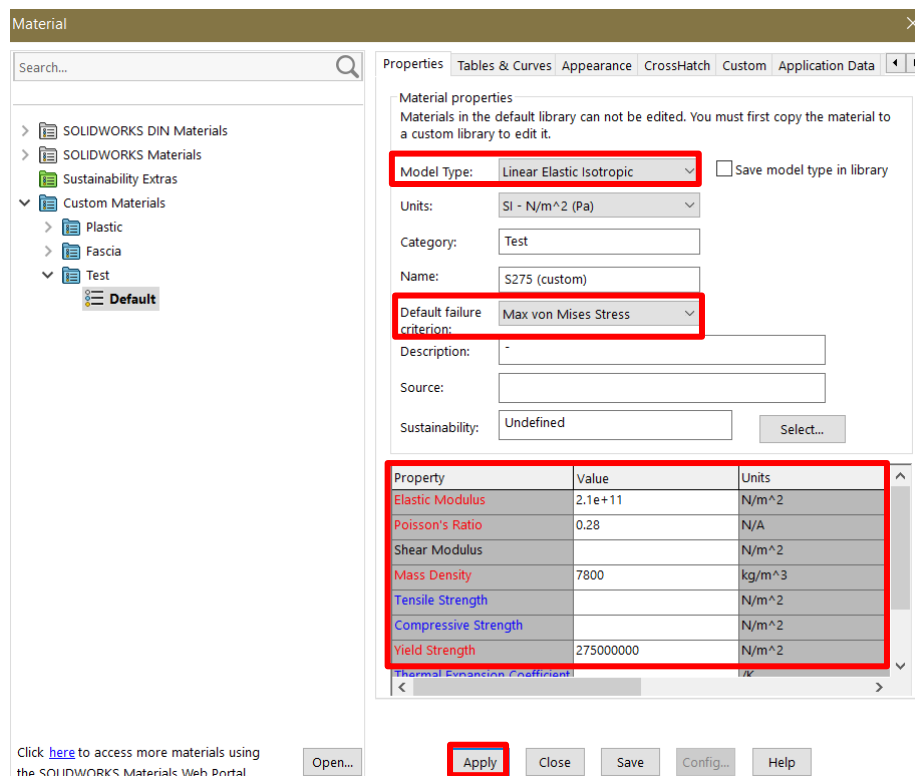 Material
Search...
SOLIDWORKS DIN Materials
SOLIDWORKS Materials
Sustainability Extras
Custom Materials
Plastic
Fascia
Test
Default
Click here to access more materials using
the SOLIDWORKS Materials Web Portal
Open...
Properties Tables & Curves Appearance CrossHatch Custom Application Data
Material properties
Materials in the default library can not be edited. You must first copy the material to
a custom library to edit it.
Model Type: Linear Elastic Isotropic Save model type in library
Units: SI - N/m^2 (Pa)
Category: Test
Name: S275 (custom)
Default failure Max von Mises Stress
criterion:
Description: -
Source:
Sustainability: Undefined Select...
Property Value Units
Elastic Modulus 2.1e+11 N/m^2
Poisson's Ratio 0.28 N/A
Shear Modulus N/m^2
Mass Density 7800 kg/m^3
Tensile Strength N/m^2
Compressive Strength N/m^2
Yield Strength 275000000 N/m^2
Thermal Expansion Coefficient /K
Apply Close Save Config... Help